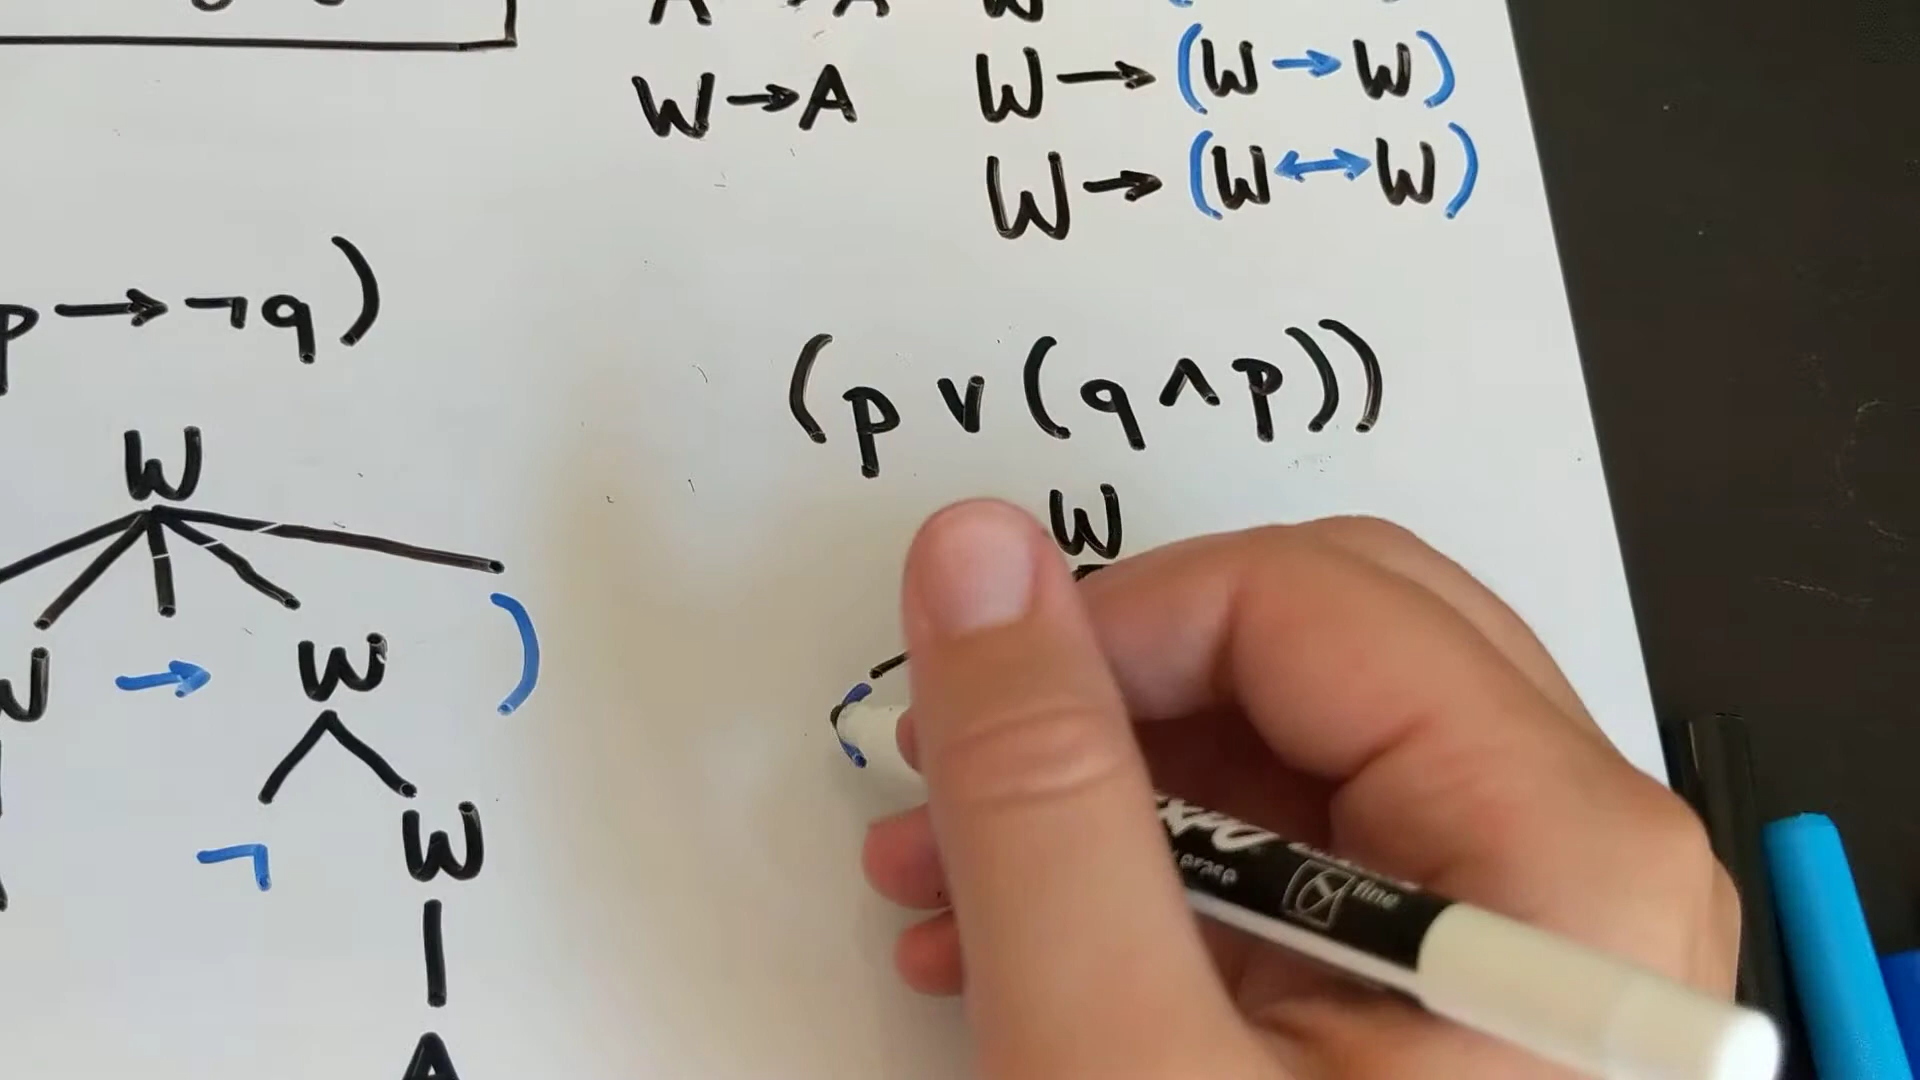 W→A W→(W→W)
W→(W↔W)
p→¬q)
(p∨(q∧p))
W
W
W → W )
(
¬ W
A
EXPO
fine